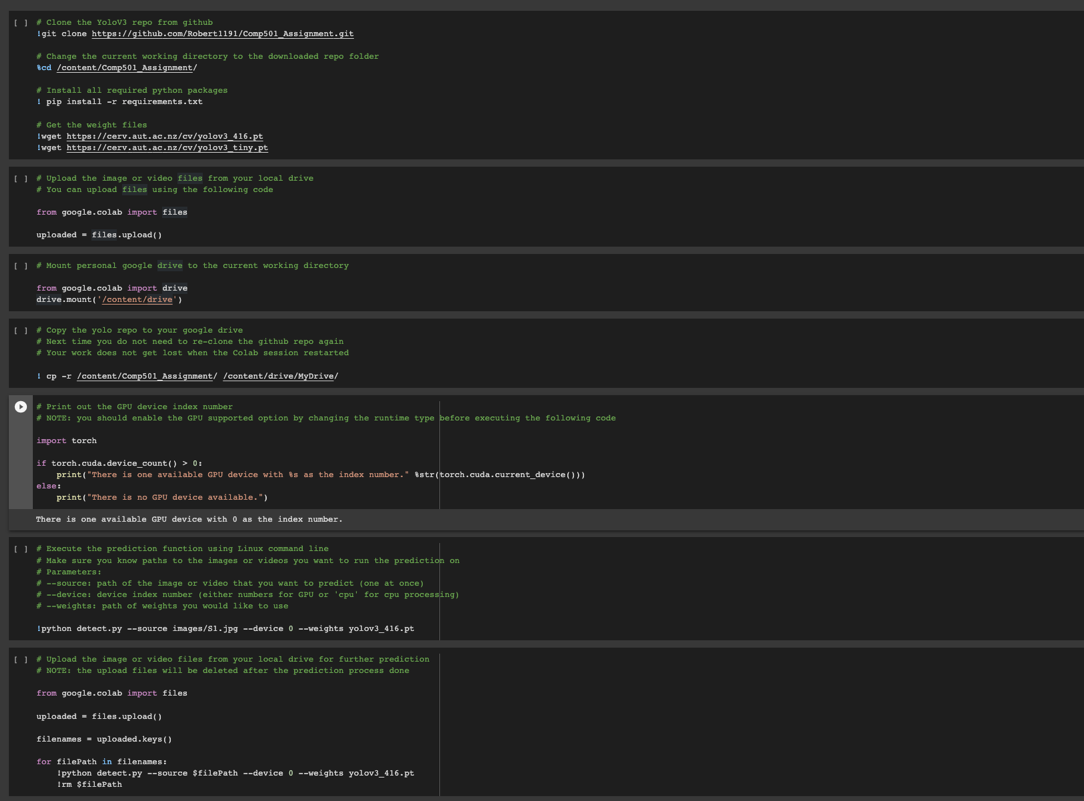 [ ] # Clone the YoloV3 repo from github
!git clone https://github.com/Robert1191/Comp501_Assignment.git
# Change the current working directory to the downloaded repo folder
%cd /content/Comp501_Assignment/
# Install all required python packages
! pip install -r requirements.txt
# Get the weight files
!wget https://cerv.aut.ac.nz/cv/yolov3_416.pt
!wget https://cerv.aut.ac.nz/cv/yolov3_tiny.pt
[ ] # Upload the image or video files from your local drive
# You can upload files using the following code
from google.colab import files
uploaded = files.upload()
[ ] # Mount personal google drive to the current working directory
from google.colab import drive
drive.mount('/content/drive')
[ ] # Copy the yolo repo to your google drive
# Next time you do not need to re-clone the github repo again
# Your work does not get lost when the Colab session restarted
! cp -r /content/Comp501_Assignment/ /content/drive/MyDrive/
# Print out the GPU device index number
# NOTE: you should enable the GPU supported option by changing the runtime type before executing the following code
import torch
if torch.cuda.device_count() > 0:
    print("There is one available GPU device with %s as the index number." %str(torch.cuda.current_device()))
else:
    print("There is no GPU device available.")
There is one available GPU device with 0 as the index number.
[ ] # Execute the prediction function using Linux command line
# Make sure you know paths to the images or videos you want to run the prediction on
# Parameters:
# --source: path of the image or video that you want to predict (one at once)
# --device: device index number (either numbers for GPU or 'cpu' for cpu processing)
# --weights: path of weights you would like to use
!python detect.py --source images/S1.jpg --device 0 --weights yolov3_416.pt
[ ] # Upload the image or video files from your local drive for further prediction
# NOTE: the upload files will be deleted after the prediction process done
from google.colab import files
uploaded = files.upload()
filenames = uploaded.keys()
for filePath in filenames:
    !python detect.py --source $filePath --device 0 --weights yolov3_416.pt
    !rm $filePath